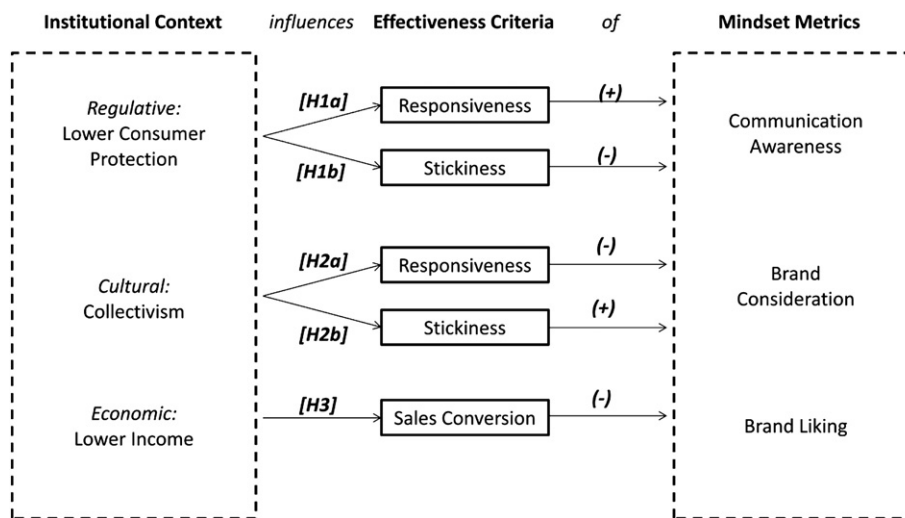 Institutional Context influences Effectiveness Criteria of Mindset Metrics
Regulative:
Lower Consumer
Protection
[H1a]
[H1b]
Responsiveness
(+)
Stickiness
(-)
Communication
Awareness
Cultural:
Collectivism
[H2a]
[H2b]
Responsiveness
(-)
Stickiness
(+)
Brand
Consideration
Economic:
Lower Income
[H3]
Sales Conversion
(-)
Brand Liking